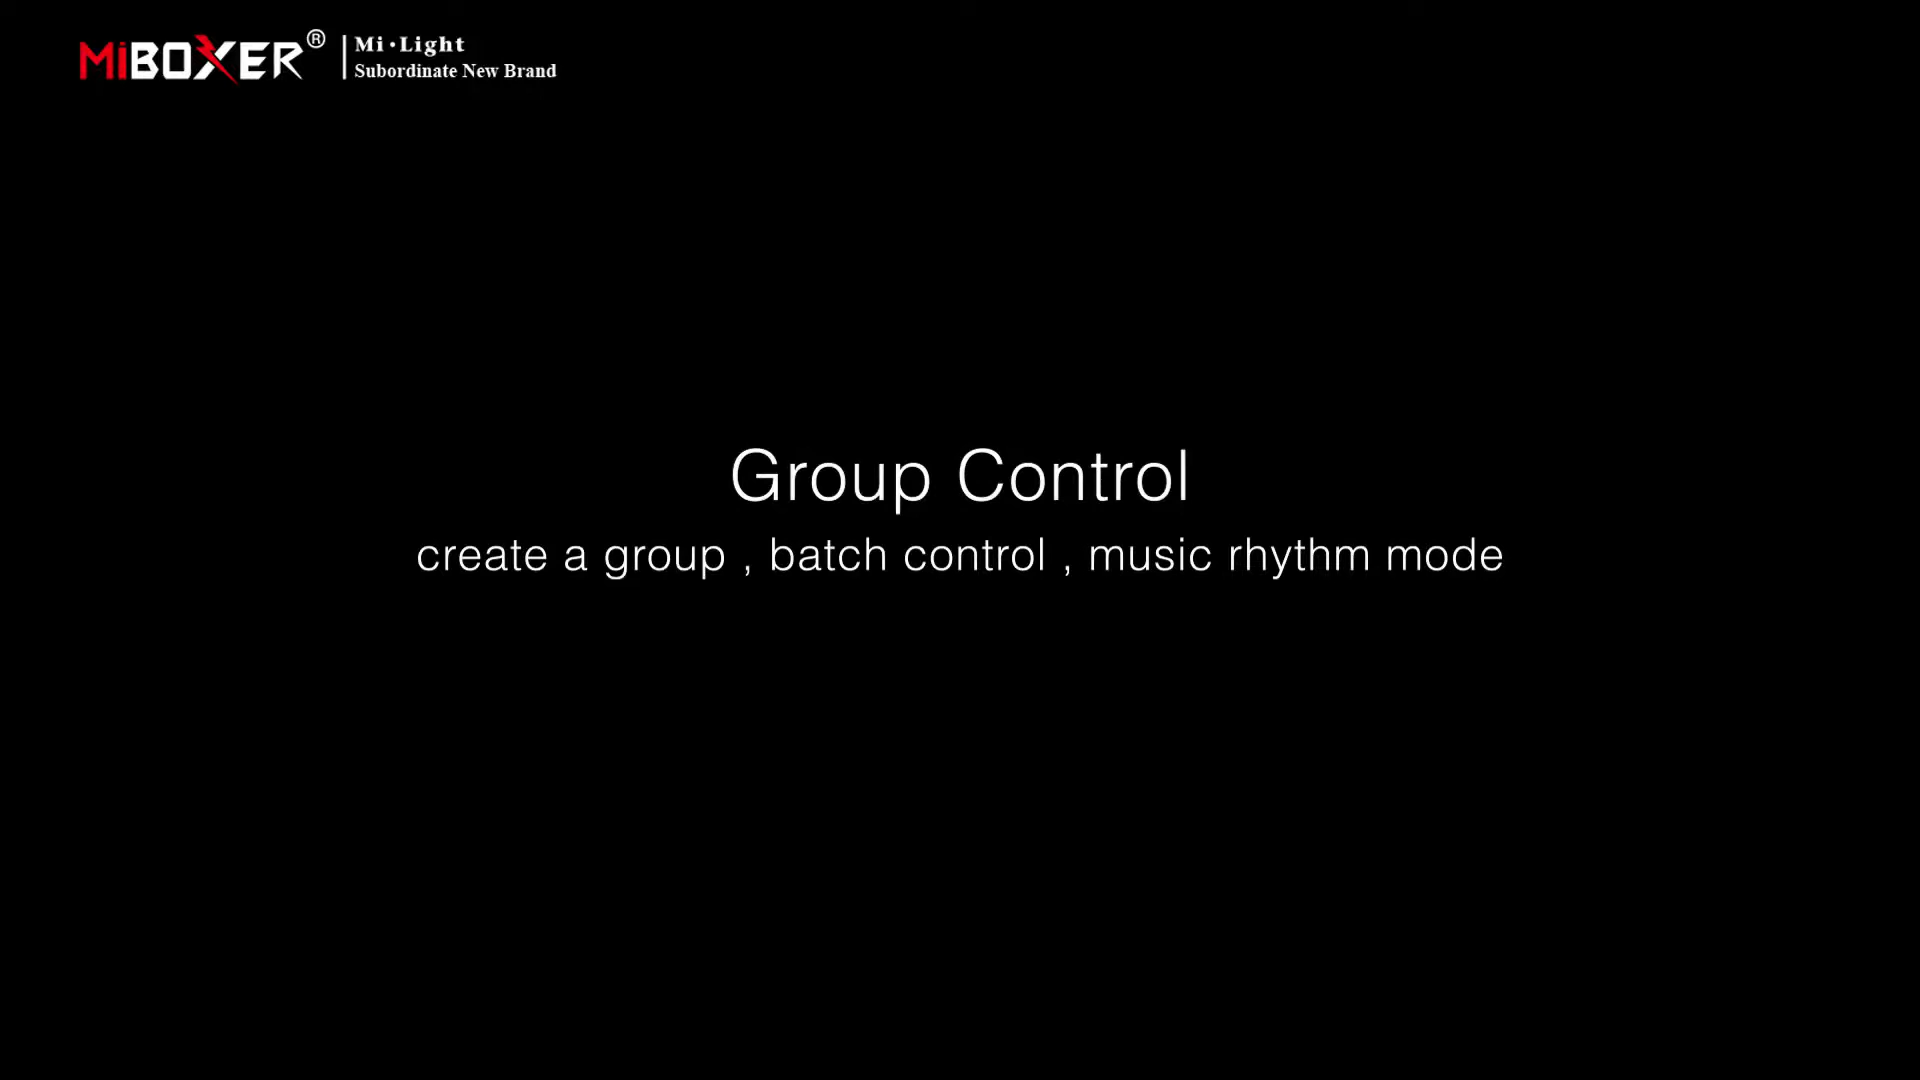 MiBOXER® | Mi·Light
Subordinate New Brand
Group Control
create a group , batch control , music rhythm mode